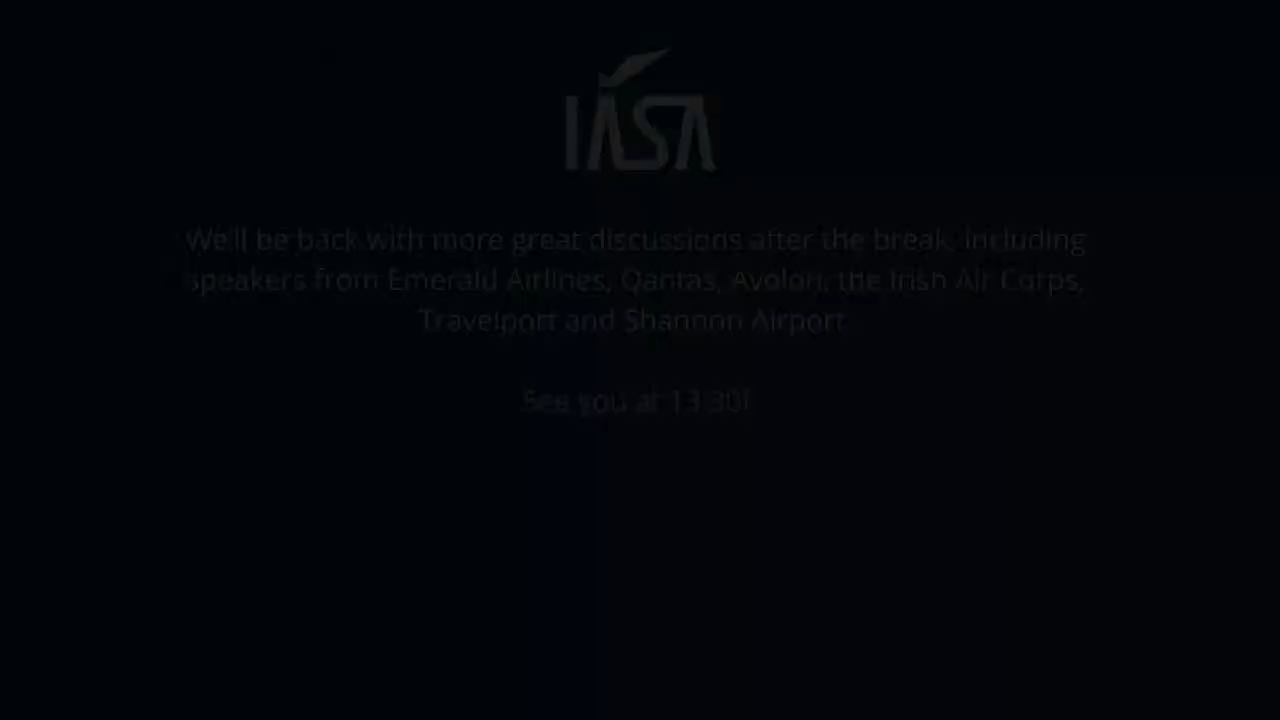 IASA
We'll be back with more great discussions after the break, including
speakers from Emerald Airlines, Qantas, Avolon, the Irish Air Corps,
Travelport and Shannon Airport.
See you at 13:30!